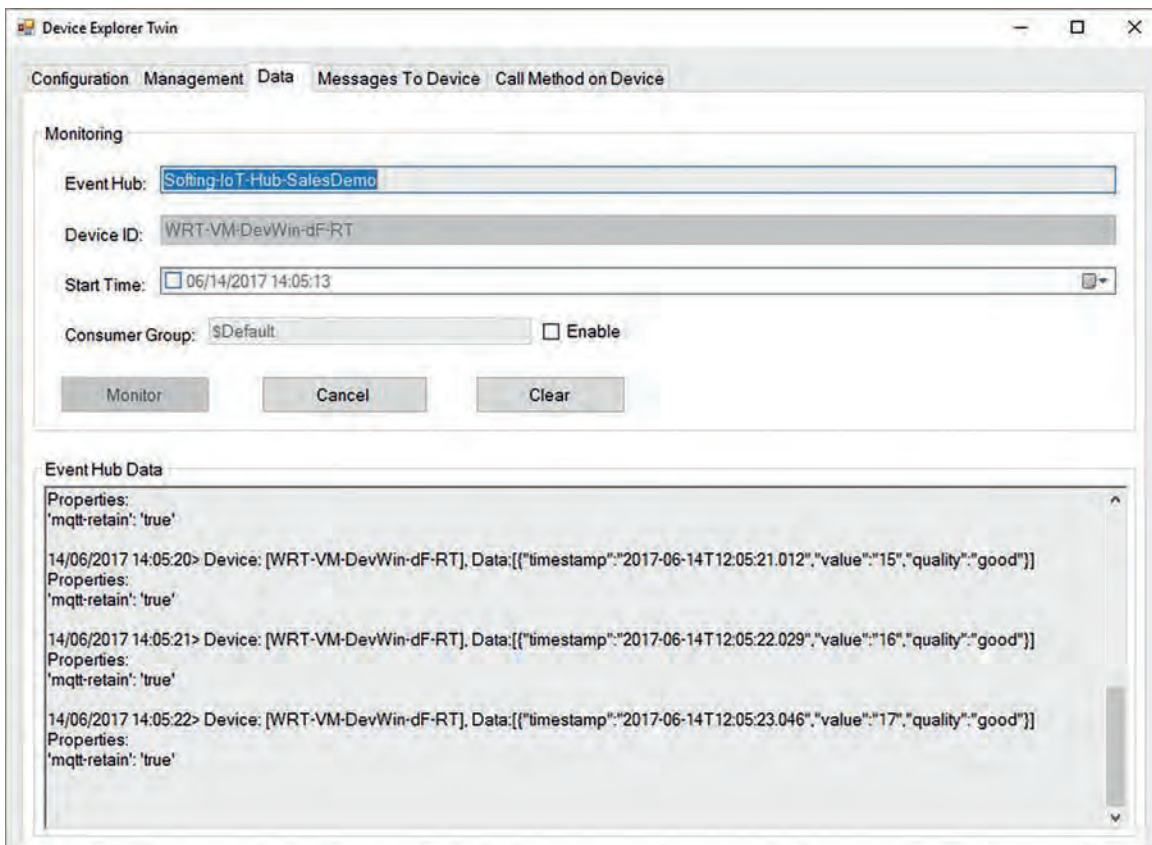 Device Explorer Twin
Configuration Management Data Messages To Device Call Method on Device
Monitoring
Event Hub: Softing-IoT-Hub-SalesDemo
Device ID: WRT-VM-DevWin-dF-RT
Start Time: 06/14/2017 14:05:13
Consumer Group: $Default Enable
Monitor Cancel Clear
Event Hub Data
Properties:
'mqtt-retain': 'true'
14/06/2017 14:05:20> Device: [WRT-VM-DevWin-dF-RT], Data:[{"timestamp":"2017-06-14T12:05:21.012","value":"15","quality":"good"}]
Properties:
'mqtt-retain': 'true'
14/06/2017 14:05:21> Device: [WRT-VM-DevWin-dF-RT], Data:[{"timestamp":"2017-06-14T12:05:22.029","value":"16","quality":"good"}]
Properties:
'mqtt-retain': 'true'
14/06/2017 14:05:22> Device: [WRT-VM-DevWin-dF-RT], Data:[{"timestamp":"2017-06-14T12:05:23.046","value":"17","quality":"good"}]
Properties:
'mqtt-retain': 'true'